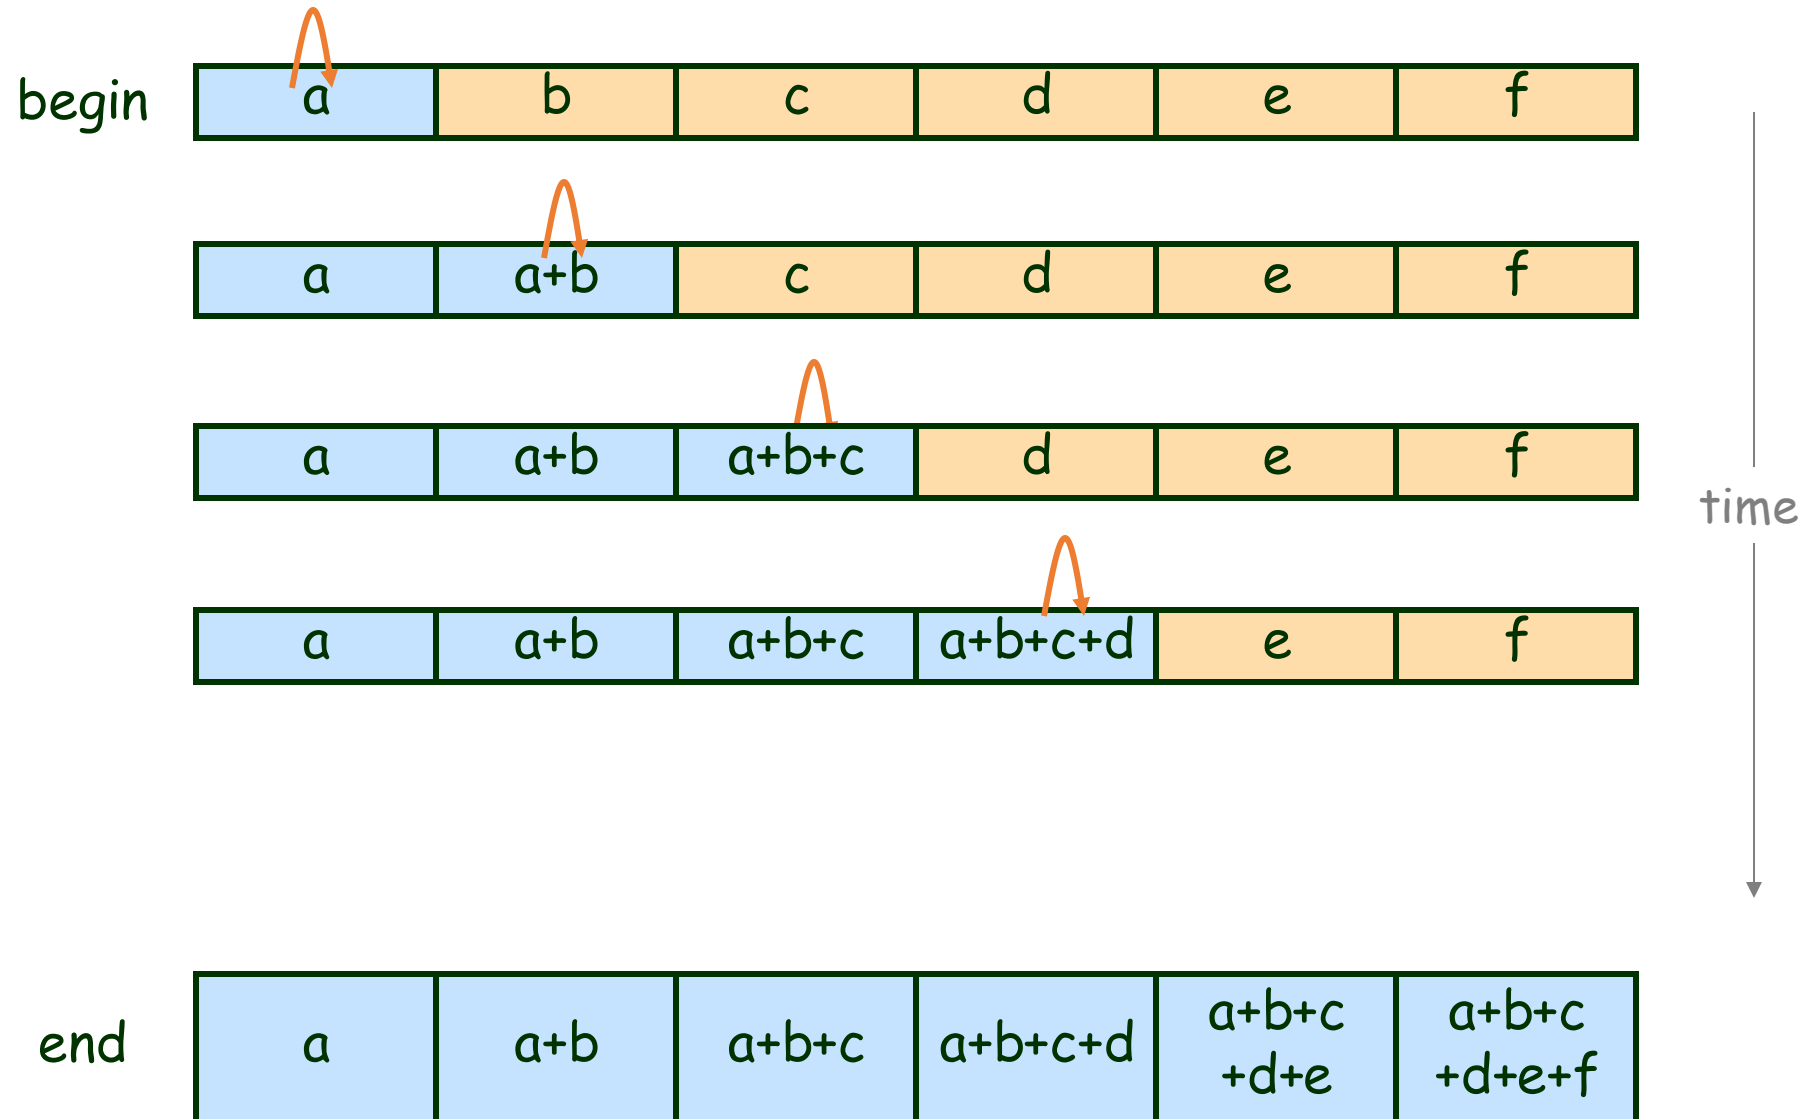 begin a b c d e f
a a+b c d e f
a a+b a+b+c d e f
time
a a+b a+b+c a+b+c+d e f
end a a+b a+b+c a+b+c+d a+b+c +d+e a+b+c +d+e+f